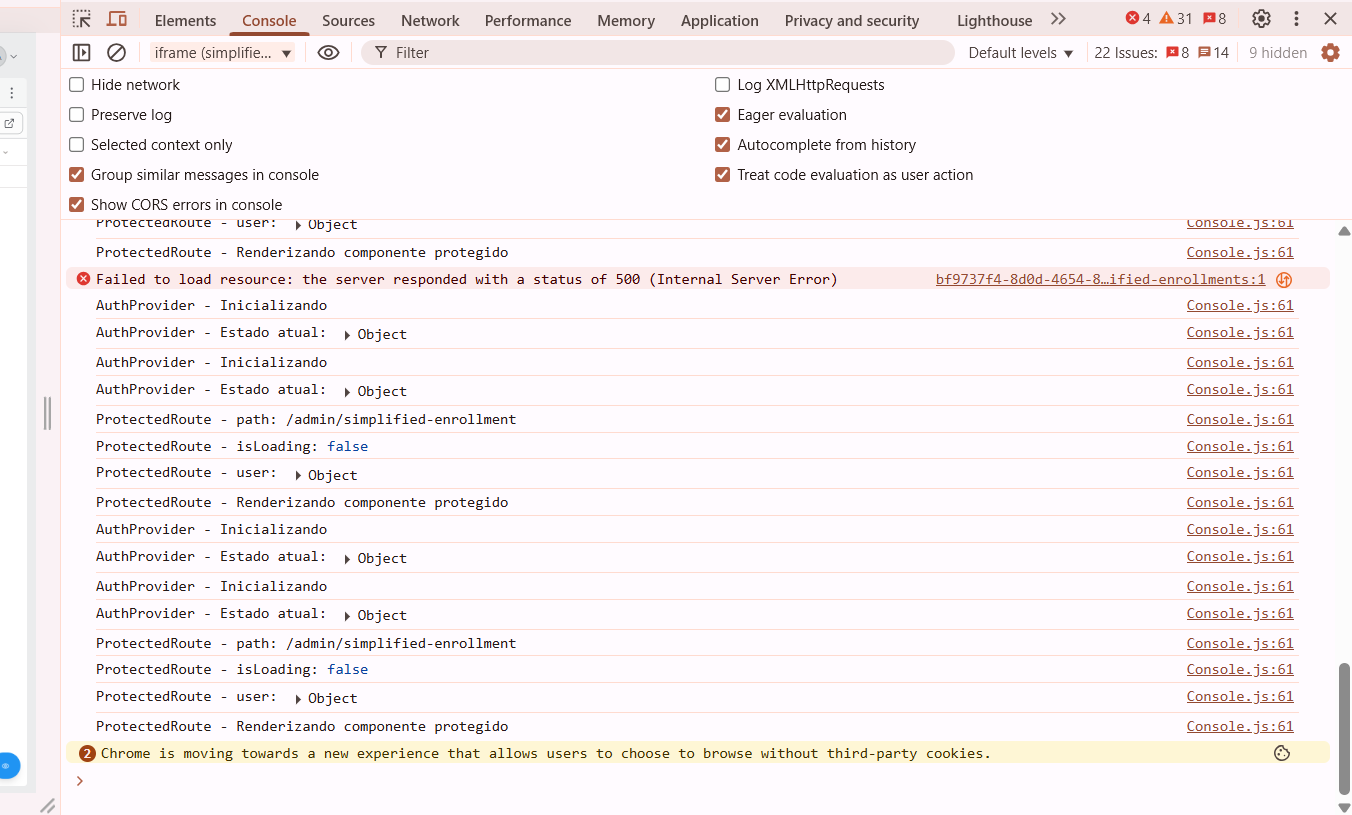 Elements Console Sources Network Performance Memory Application Privacy and security Lighthouse 4 31 8
iframe (simplifie... Filter Default levels 22 Issues: 8 14 9 hidden
Hide network Log XMLHttpRequests
Preserve log Eager evaluation
Selected context only Autocomplete from history
Group similar messages in console Treat code evaluation as user action
Show CORS errors in console
ProtectedRoute - user: Object Console.js:61
ProtectedRoute - Renderizando componente protegido Console.js:61
Failed to load resource: the server responded with a status of 500 (Internal Server Error) bf9737f4-8d0d-4654-8…ified-enrollments:1
AuthProvider - Inicializando Console.js:61
AuthProvider - Estado atual: Object Console.js:61
AuthProvider - Inicializando Console.js:61
AuthProvider - Estado atual: Object Console.js:61
ProtectedRoute - path: /admin/simplified-enrollment Console.js:61
ProtectedRoute - isLoading: false Console.js:61
ProtectedRoute - user: Object Console.js:61
ProtectedRoute - Renderizando componente protegido Console.js:61
AuthProvider - Inicializando Console.js:61
AuthProvider - Estado atual: Object Console.js:61
AuthProvider - Inicializando Console.js:61
AuthProvider - Estado atual: Object Console.js:61
ProtectedRoute - path: /admin/simplified-enrollment Console.js:61
ProtectedRoute - isLoading: false Console.js:61
ProtectedRoute - user: Object Console.js:61
ProtectedRoute - Renderizando componente protegido Console.js:61
2 Chrome is moving towards a new experience that allows users to choose to browse without third-party cookies.